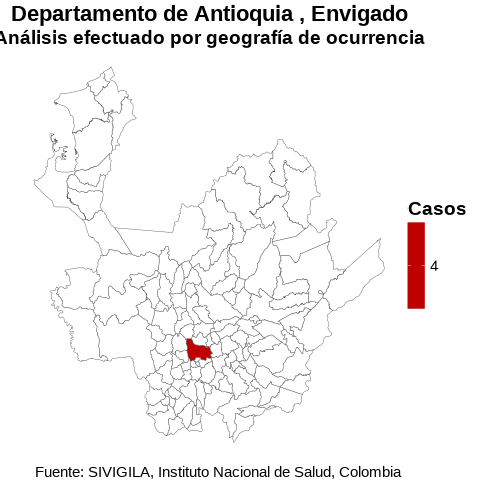 Departamento de Antioquia , Envigado
Análisis efectuado por geografía de ocurrencia
Casos
4
Fuente: SIVIGILA, Instituto Nacional de Salud, Colombia